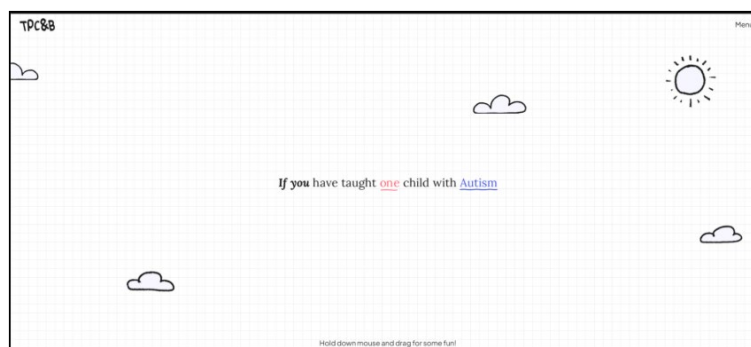 TPC&B
Menu
If you have taught one child with Autism
Hold down mouse and drag for some fun!